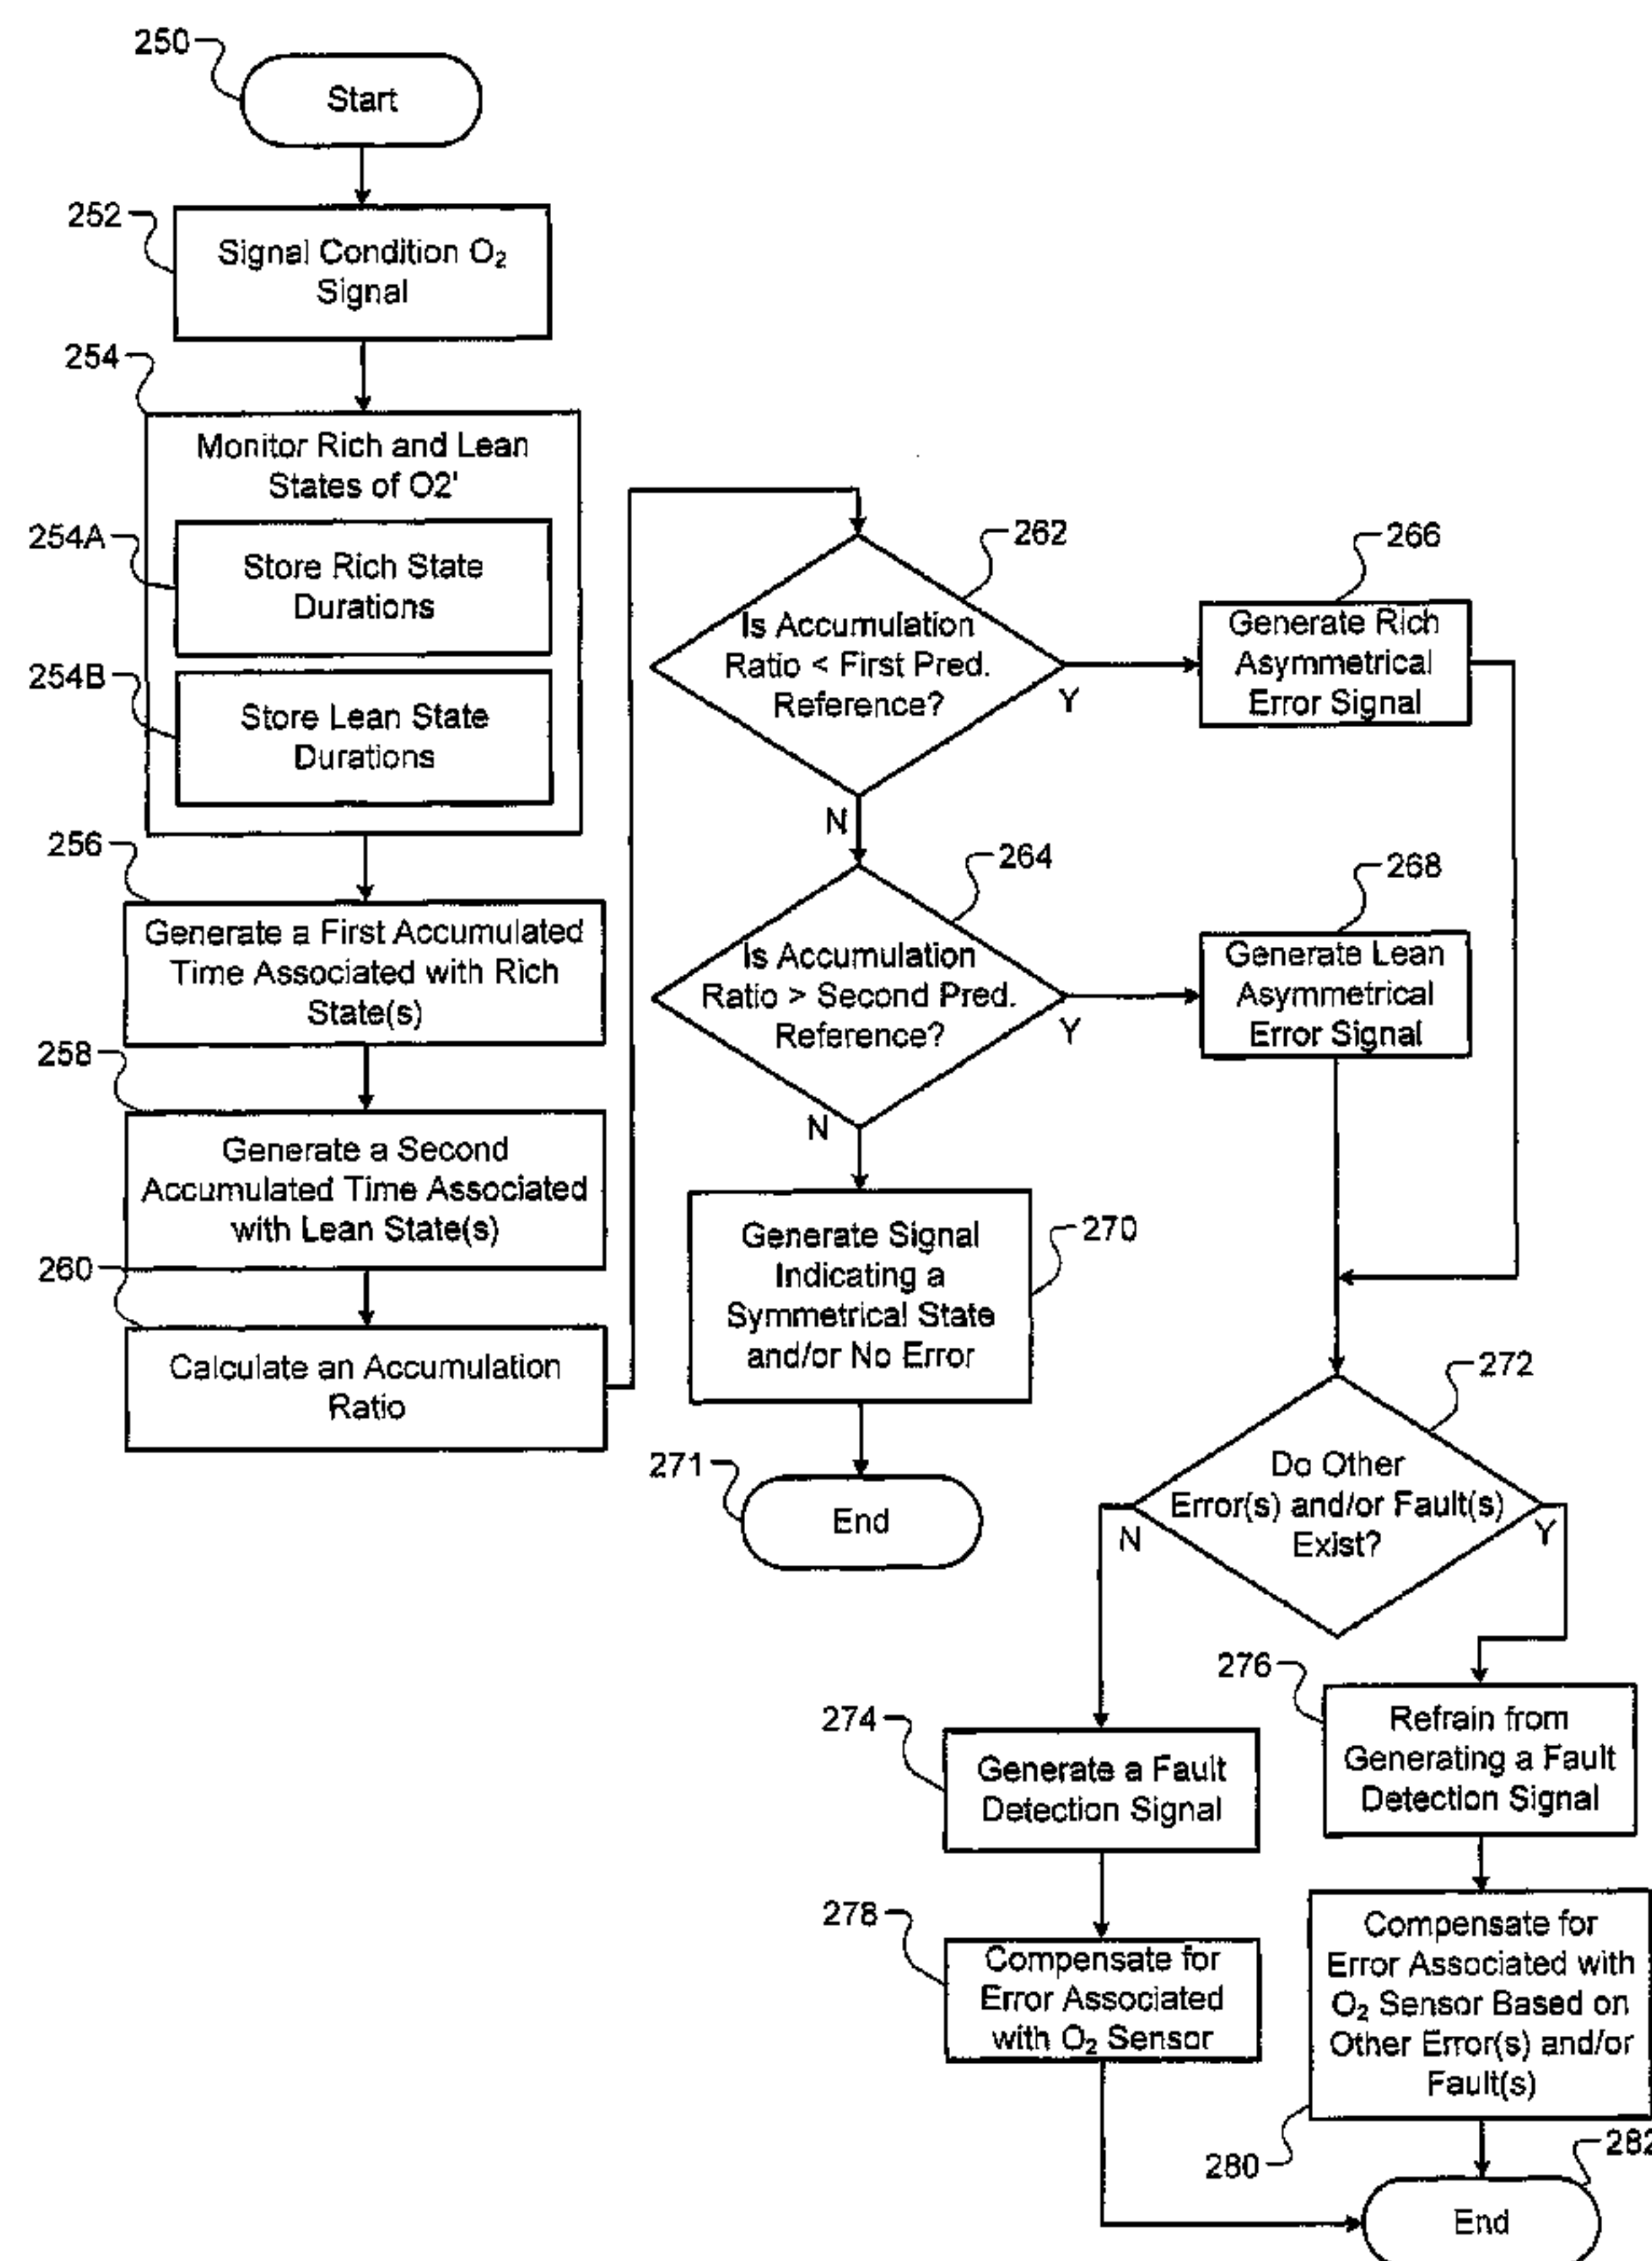 250
Start
252
Signal Condition O₂
Signal
254
Monitor Rich and Lean
States of O2'
254A
Store Rich State
Durations
254B
Store Lean State
Durations
256
Generate a First Accumulated
Time Associated with Rich
State(s)
258
Generate a Second
Accumulated Time Associated
with Lean State(s)
260
Calculate an Accumulation
Ratio
262
Is Accumulation
Ratio < First Pred.
Reference?
Y
N
266
Generate Rich
Asymmetrical
Error Signal
264
Is Accumulation
Ratio > Second Pred.
Reference?
Y
N
268
Generate Lean
Asymmetrical
Error Signal
270
Generate Signal
Indicating a
Symmetrical State
and/or No Error
271
End
272
Do Other
Error(s) and/or Fault(s)
Exist?
N
Y
274
Generate a Fault
Detection Signal
276
Refrain from
Generating a Fault
Detection Signal
278
Compensate for
Error Associated
with O₂ Sensor
Compensate for
Error Associated with
O₂ Sensor Based on
Other Error(s) and/or
Fault(s)
280
282
End